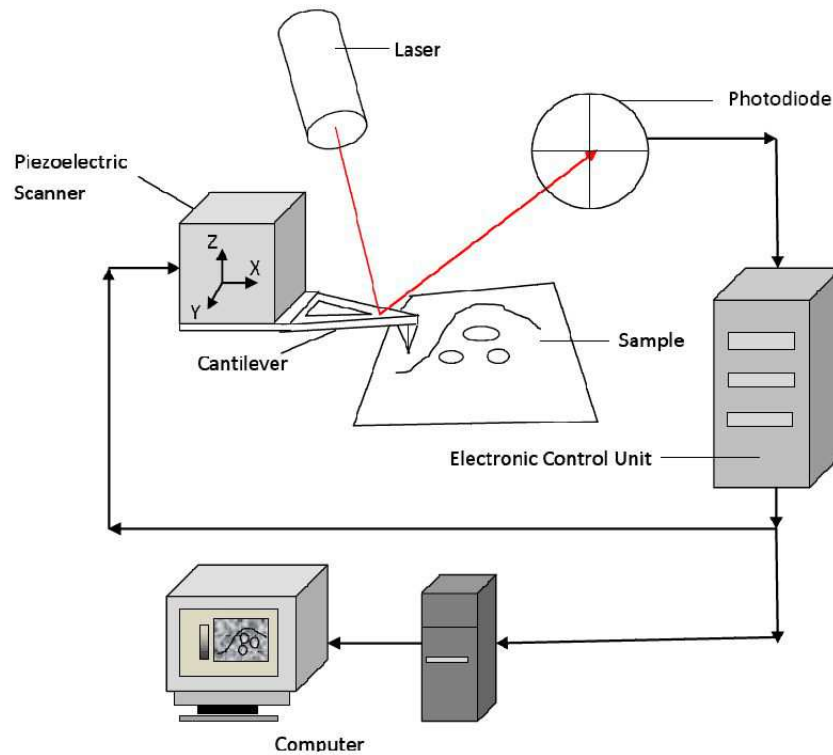 Laser
Photodiode
Piezoelectric
Scanner
Z
X
Y
Cantilever
Sample
Electronic Control Unit
Computer